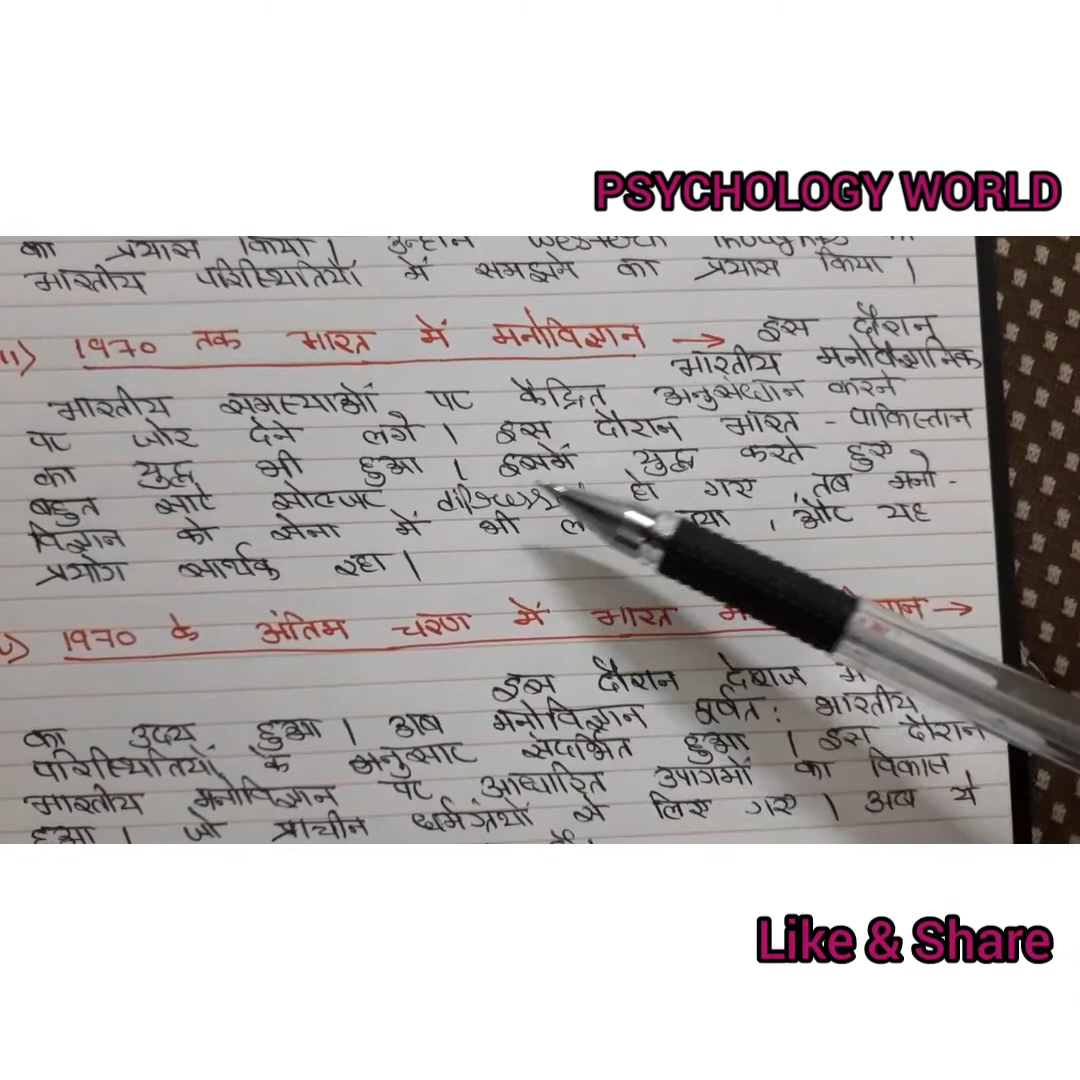 PSYCHOLOGY WORLD
का प्रयास किया। उन्होंने
भारतीय परिस्थितियों में समझने का प्रयास किया।
1970 तक भारत में मनोविज्ञान → इस दौरान
भारतीय मनोवैज्ञानिक
भारतीय समस्याओं पर केंद्रित अनुसंधान करने
पर जोर देने लगे। इस दौरान भारत - पाकिस्तान
का युद्ध भी हुआ। इसमें युद्ध करते हुए
बहुत सारे सोल्जर हो गए, तब मनो-
विज्ञान को सेना में भी, और यह
प्रयोग सार्थक रहा।
1970 के अंतिम चरण में भारत →
इस दौरान
का उदय हुआ। अब मनोविज्ञान पूर्वत: भारतीय
परिस्थितियों के अनुसार संदर्भित हुआ। इस दौरान
भारतीय मनोविज्ञान पर आधारित उपागमों का विकास
हुआ। जो प्राचीन धर्मग्रंथों से लिए गए। अब ये
Like & Share